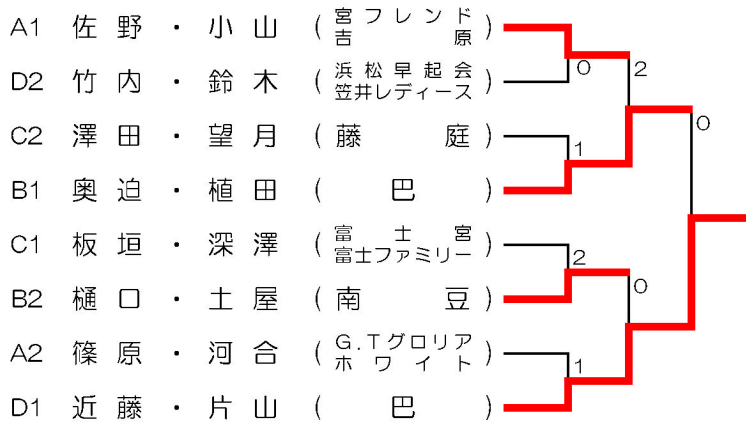 A1 佐野・小山 (宮フレンド 吉原)
0 2
D2 竹内・鈴木 (浜松早起会 笠井レディース)
0
C2 澤田・望月 (藤庭)
1
B1 奥迫・植田 (巴)
C1 板垣・深澤 (富士宮 富士ファミリー)
2
0
B2 樋口・土屋 (南豆)
A2 篠原・河合 (G.Tグロリア ホワイト)
1
D1 近藤・片山 (巴)